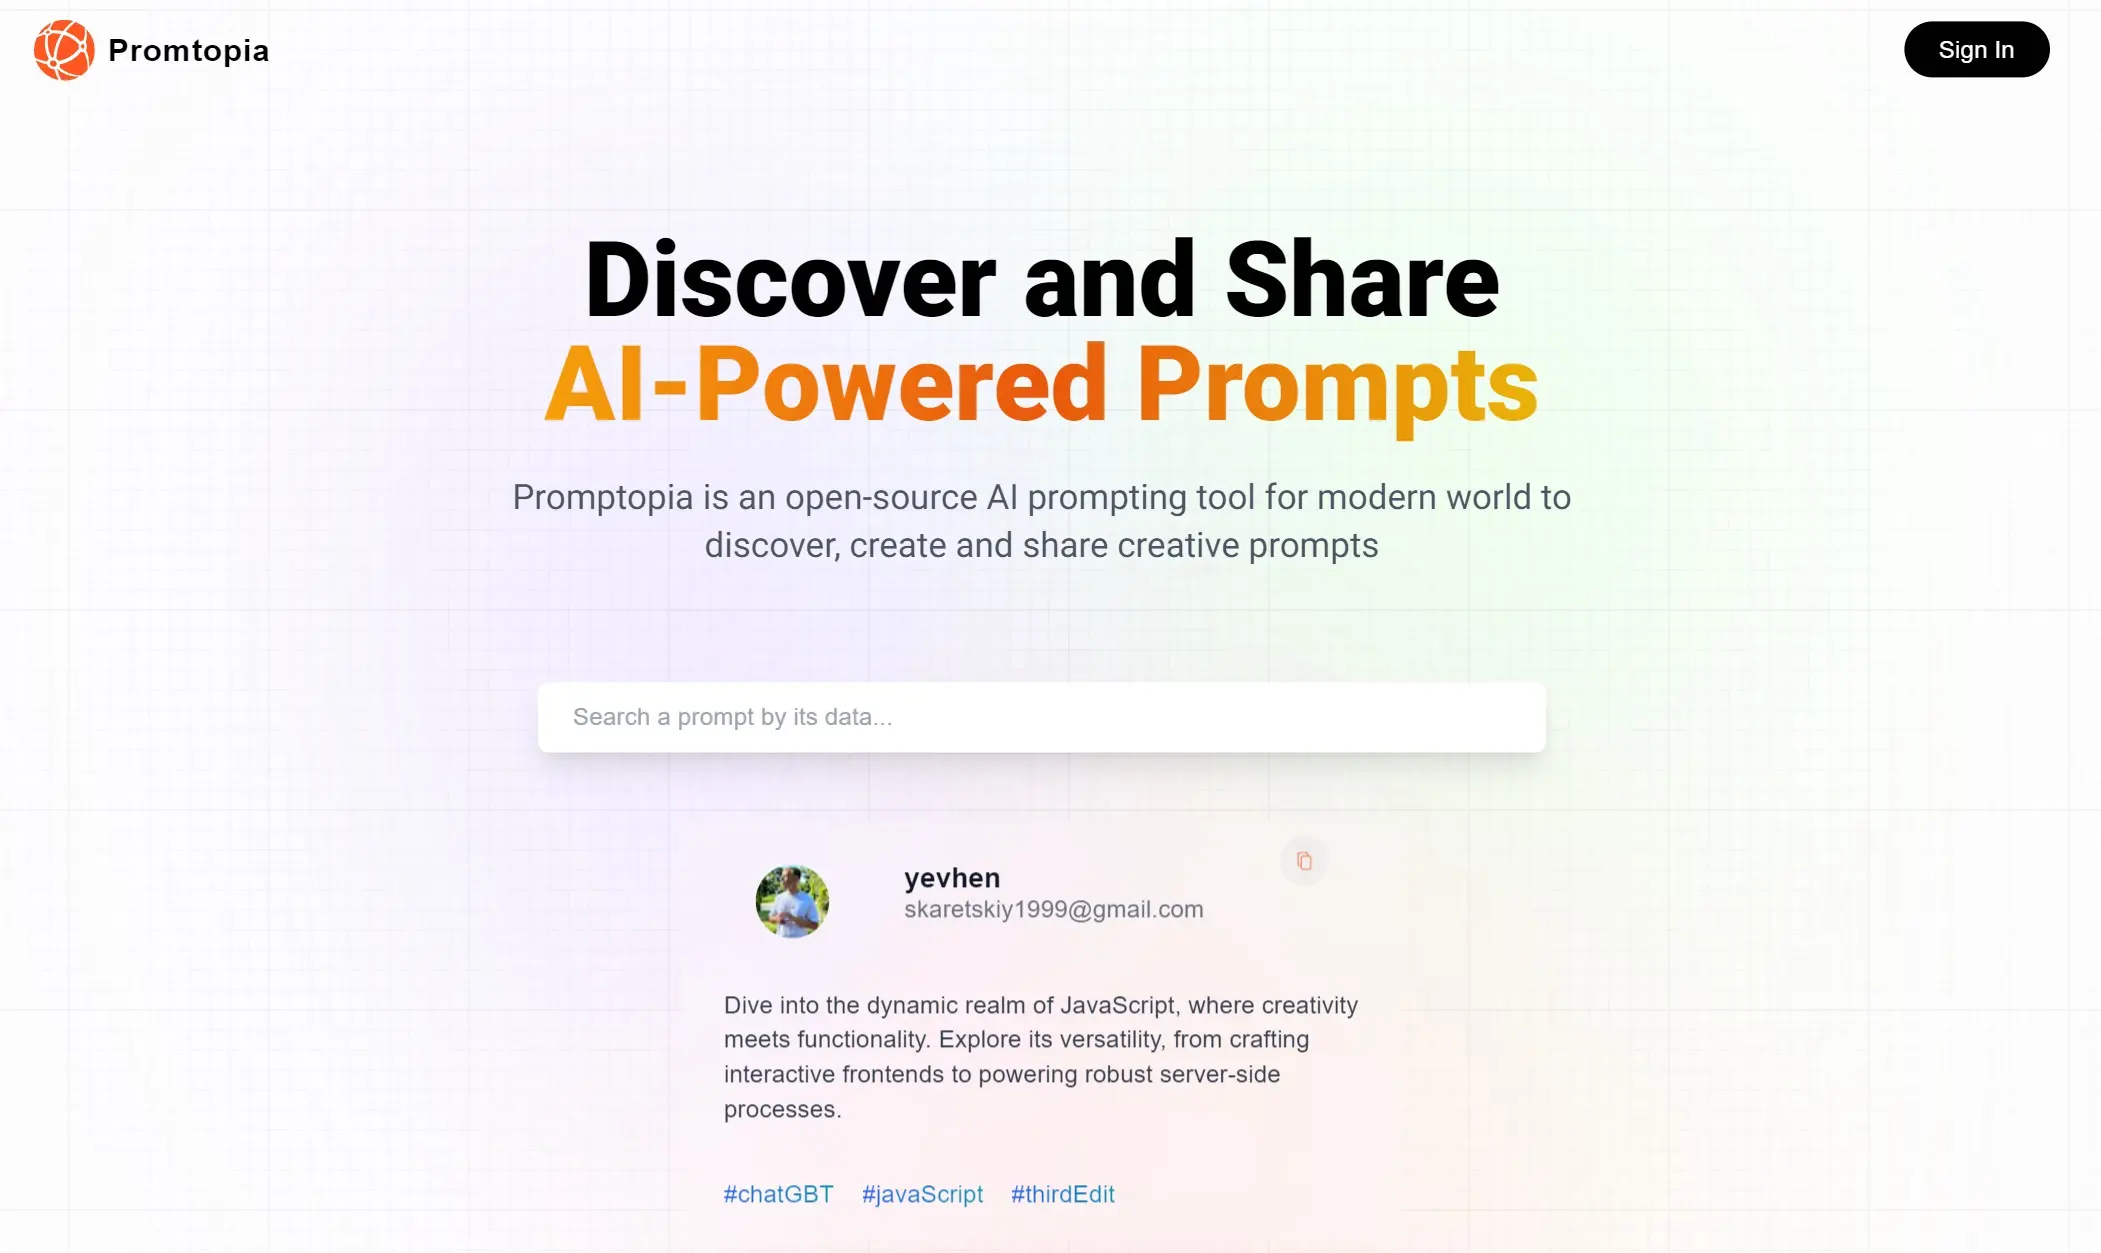 Promtopia
Sign In
Discover and Share
AI-Powered Prompts
Promptopia is an open-source AI prompting tool for modern world to
discover, create and share creative prompts
Search a prompt by its data...
yevhen
skaretskiy1999@gmail.com
Dive into the dynamic realm of JavaScript, where creativity
meets functionality. Explore its versatility, from crafting
interactive frontends to powering robust server-side
processes.
#chatGBT #javaScript #thirdEdit